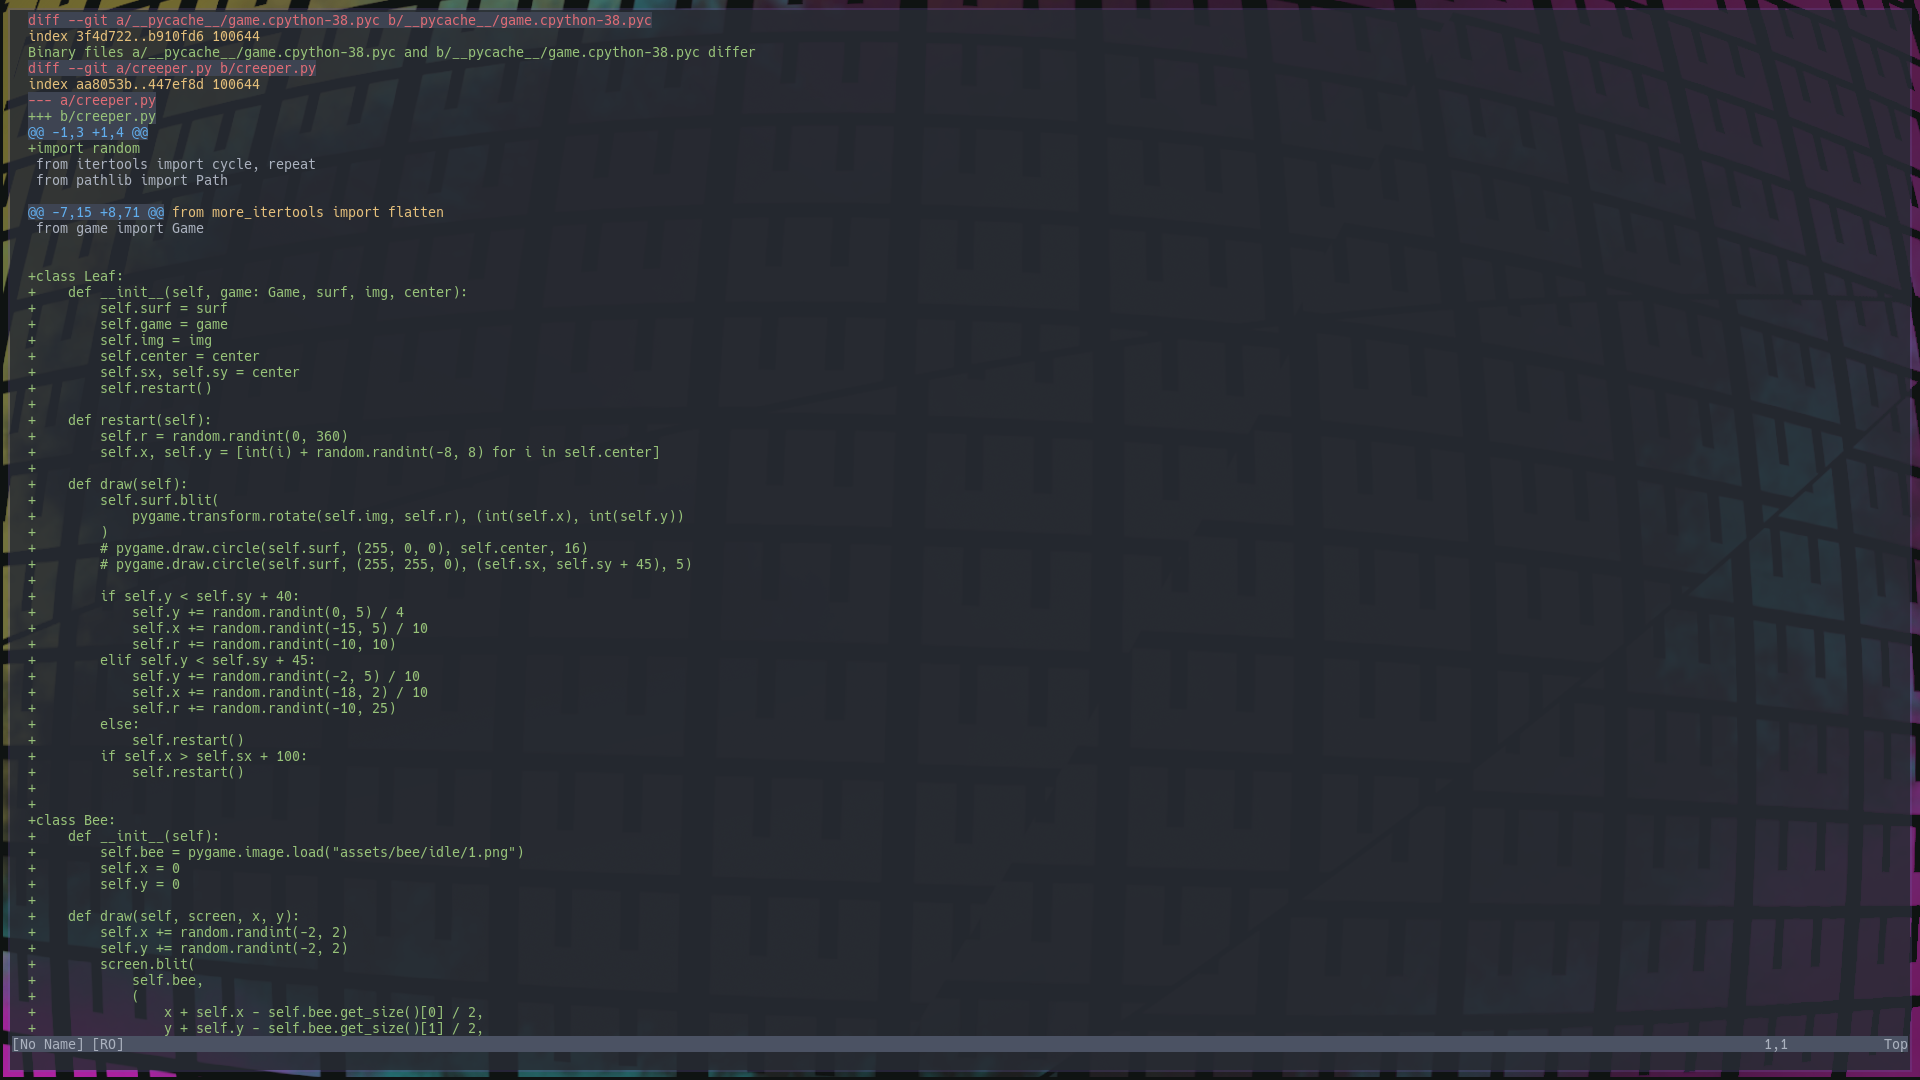 diff --git a/__pycache__/game.cpython-38.pyc b/__pycache__/game.cpython-38.pyc
index 3f4d722..b910fd6 100644
Binary files a/__pycache__/game.cpython-38.pyc and b/__pycache__/game.cpython-38.pyc differ
diff --git a/creeper.py b/creeper.py
index aa8053b..447ef8d 100644
--- a/creeper.py
+++ b/creeper.py
@@ -1,3 +1,4 @@
+import random
 from itertools import cycle, repeat
 from pathlib import Path

@@ -7,15 +8,71 @@ from more_itertools import flatten
 from game import Game


+class Leaf:
+    def __init__(self, game: Game, surf, img, center):
+        self.surf = surf
+        self.game = game
+        self.img = img
+        self.center = center
+        self.sx, self.sy = center
+        self.restart()
+
+    def restart(self):
+        self.r = random.randint(0, 360)
+        self.x, self.y = [int(i) + random.randint(-8, 8) for i in self.center]
+
+    def draw(self):
+        self.surf.blit(
+            pygame.transform.rotate(self.img, self.r), (int(self.x), int(self.y))
+        )
+        # pygame.draw.circle(self.surf, (255, 0, 0), self.center, 16)
+        # pygame.draw.circle(self.surf, (255, 255, 0), (self.sx, self.sy + 45), 5)
+
+        if self.y < self.sy + 40:
+            self.y += random.randint(0, 5) / 4
+            self.x += random.randint(-15, 5) / 10
+            self.r += random.randint(-10, 10)
+        elif self.y < self.sy + 45:
+            self.y += random.randint(-2, 5) / 10
+            self.x += random.randint(-18, 2) / 10
+            self.r += random.randint(-10, 25)
+        else:
+            self.restart()
+        if self.x > self.sx + 100:
+            self.restart()
+
+
+class Bee:
+    def __init__(self):
+        self.bee = pygame.image.load("assets/bee/idle/1.png")
+        self.x = 0
+        self.y = 0
+
+    def draw(self, screen, x, y):
+        self.x += random.randint(-2, 2)
+        self.y += random.randint(-2, 2)
+        screen.blit(
+            self.bee,
+            (
+                x + self.x - self.bee.get_size()[0] / 2,
+                y + self.y - self.bee.get_size()[1] / 2,
[No Name] [RO] 1,1 Top